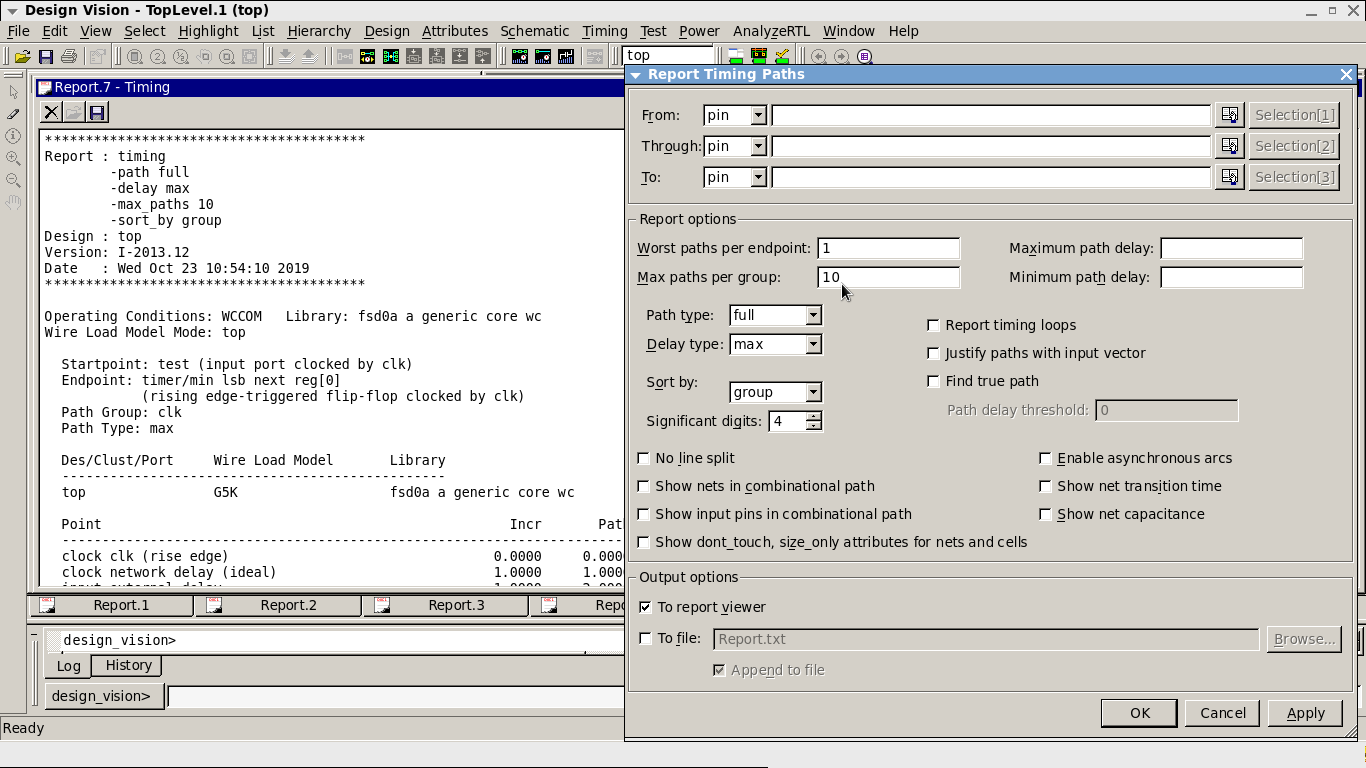 Design Vision - TopLevel.1 (top)
File Edit View Select Highlight List Hierarchy Design Attributes Schematic Timing Test Power AnalyzeRTL Window Help
top
Report.7 - Timing
***************************************
Report : timing
-path full
-delay max
-max_paths 10
-sort_by group
Design : top
Version: I-2013.12
Date : Wed Oct 23 10:54:10 2019
***************************************
Operating Conditions: WCCOM Library: fsd0a a generic core wc
Wire Load Model Mode: top
Startpoint: test (input port clocked by clk)
Endpoint: timer/min lsb next reg[0]
(rising edge-triggered flip-flop clocked by clk)
Path Group: clk
Path Type: max
Des/Clust/Port Wire Load Model Library
------------------------------------------------
top G5K fsd0a a generic core wc
Point Incr Pat
clock clk (rise edge) 0.0000 0.000
clock network delay (ideal) 1.0000 1.000
Report.1 Report.2 Report.3 Repo
design_vision>
Log History
design_vision>
Ready
Report Timing Paths
From: pin Selection[1]
Through: pin Selection[2]
To: pin Selection[3]
Report options
Worst paths per endpoint: 1 Maximum path delay:
Max paths per group: 10 Minimum path delay:
Path type: full
Report timing loops
Delay type: max
Justify paths with input vector
Sort by: group
Find true path
Path delay threshold: 0
Significant digits: 4
No line split Enable asynchronous arcs
Show nets in combinational path Show net transition time
Show input pins in combinational path Show net capacitance
Show dont_touch, size_only attributes for nets and cells
Output options
To report viewer
To file: Report.txt Browse...
Append to file
OK Cancel Apply